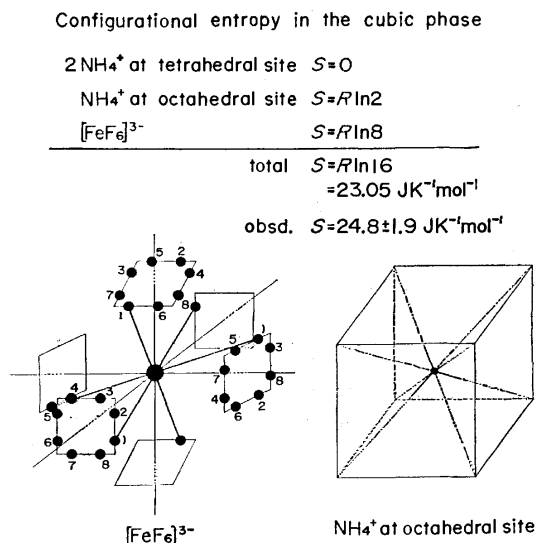 Configurational entropy in the cubic phase
2 NH₄⁺ at tetrahedral site S=0
NH₄⁺ at octahedral site S=Rln2
[FeF₆]³⁻ S=Rln8
total S=Rln16
=23.05 JK⁻¹mol⁻¹
obsd. S=24.8±1.9 JK⁻¹mol⁻¹
5 2
3 4
7 8
1 6
5 1
3
7 8
4 2
6
4 3
5 2
6 1
7 8
[FeF₆]³⁻
NH₄⁺ at octahedral site